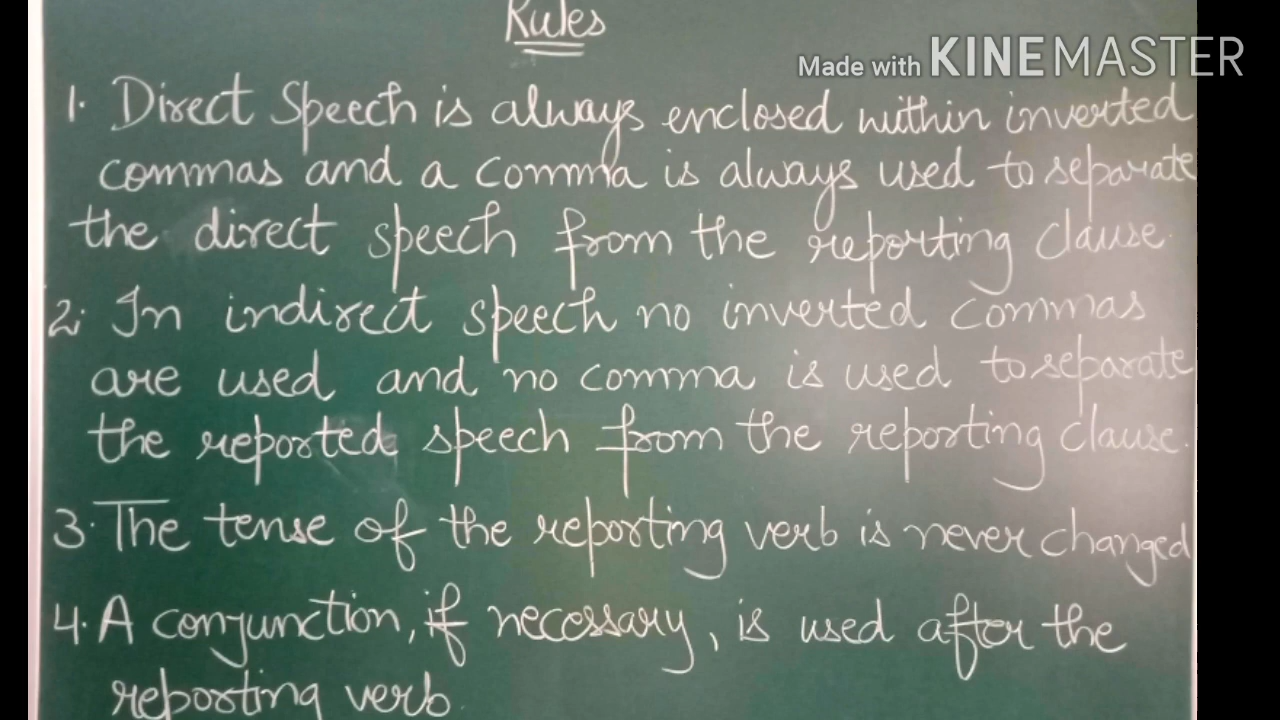 Rules
Made with KINEMASTER
1. Direct Speech is always enclosed within inverted
commas and a comma is always used to separate
the direct speech from the reporting clause.
2. In indirect speech no inverted commas
are used and no comma is used to separate
the reported speech from the reporting clause.
3. The tense of the reporting verb is never changed
4. A conjunction, if necessary, is used after the
reporting verb.